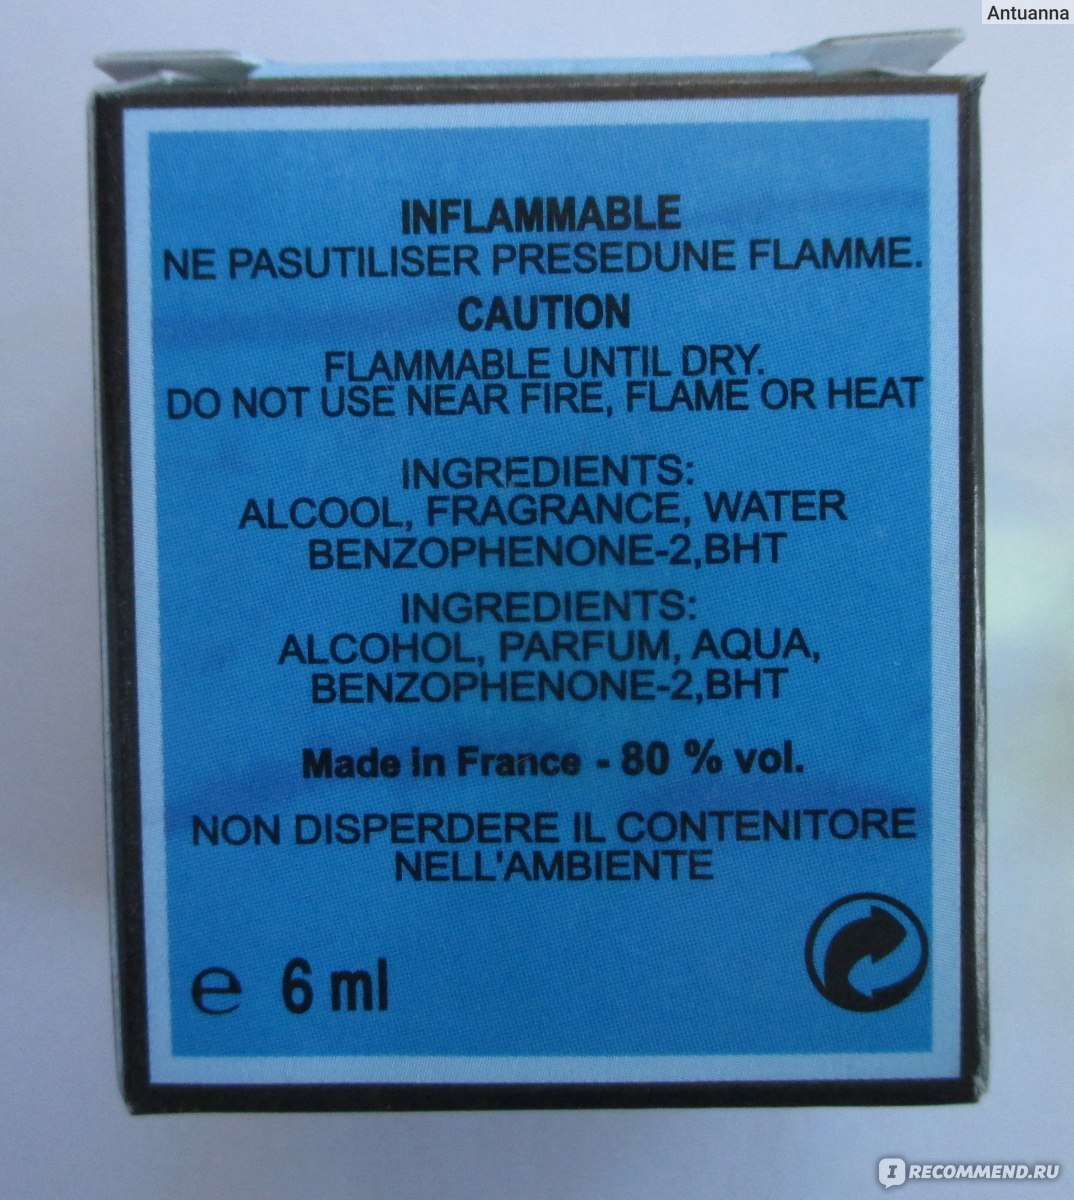 Antuanna
INFLAMMABLE
NE PASUTILISER PRESEDUNE FLAMME.
CAUTION
FLAMMABLE UNTIL DRY.
DO NOT USE NEAR FIRE, FLAME OR HEAT
INGREDIENTS:
ALCOOL, FRAGRANCE, WATER
BENZOPHENONE-2,BHT
INGREDIENTS:
ALCOHOL, PARFUM, AQUA,
BENZOPHENONE-2,BHT
Made in France - 80 % vol.
NON DISPERDERE IL CONTENITORE
NELL'AMBIENTE
℮ 6 ml
I RECOMMEND.RU